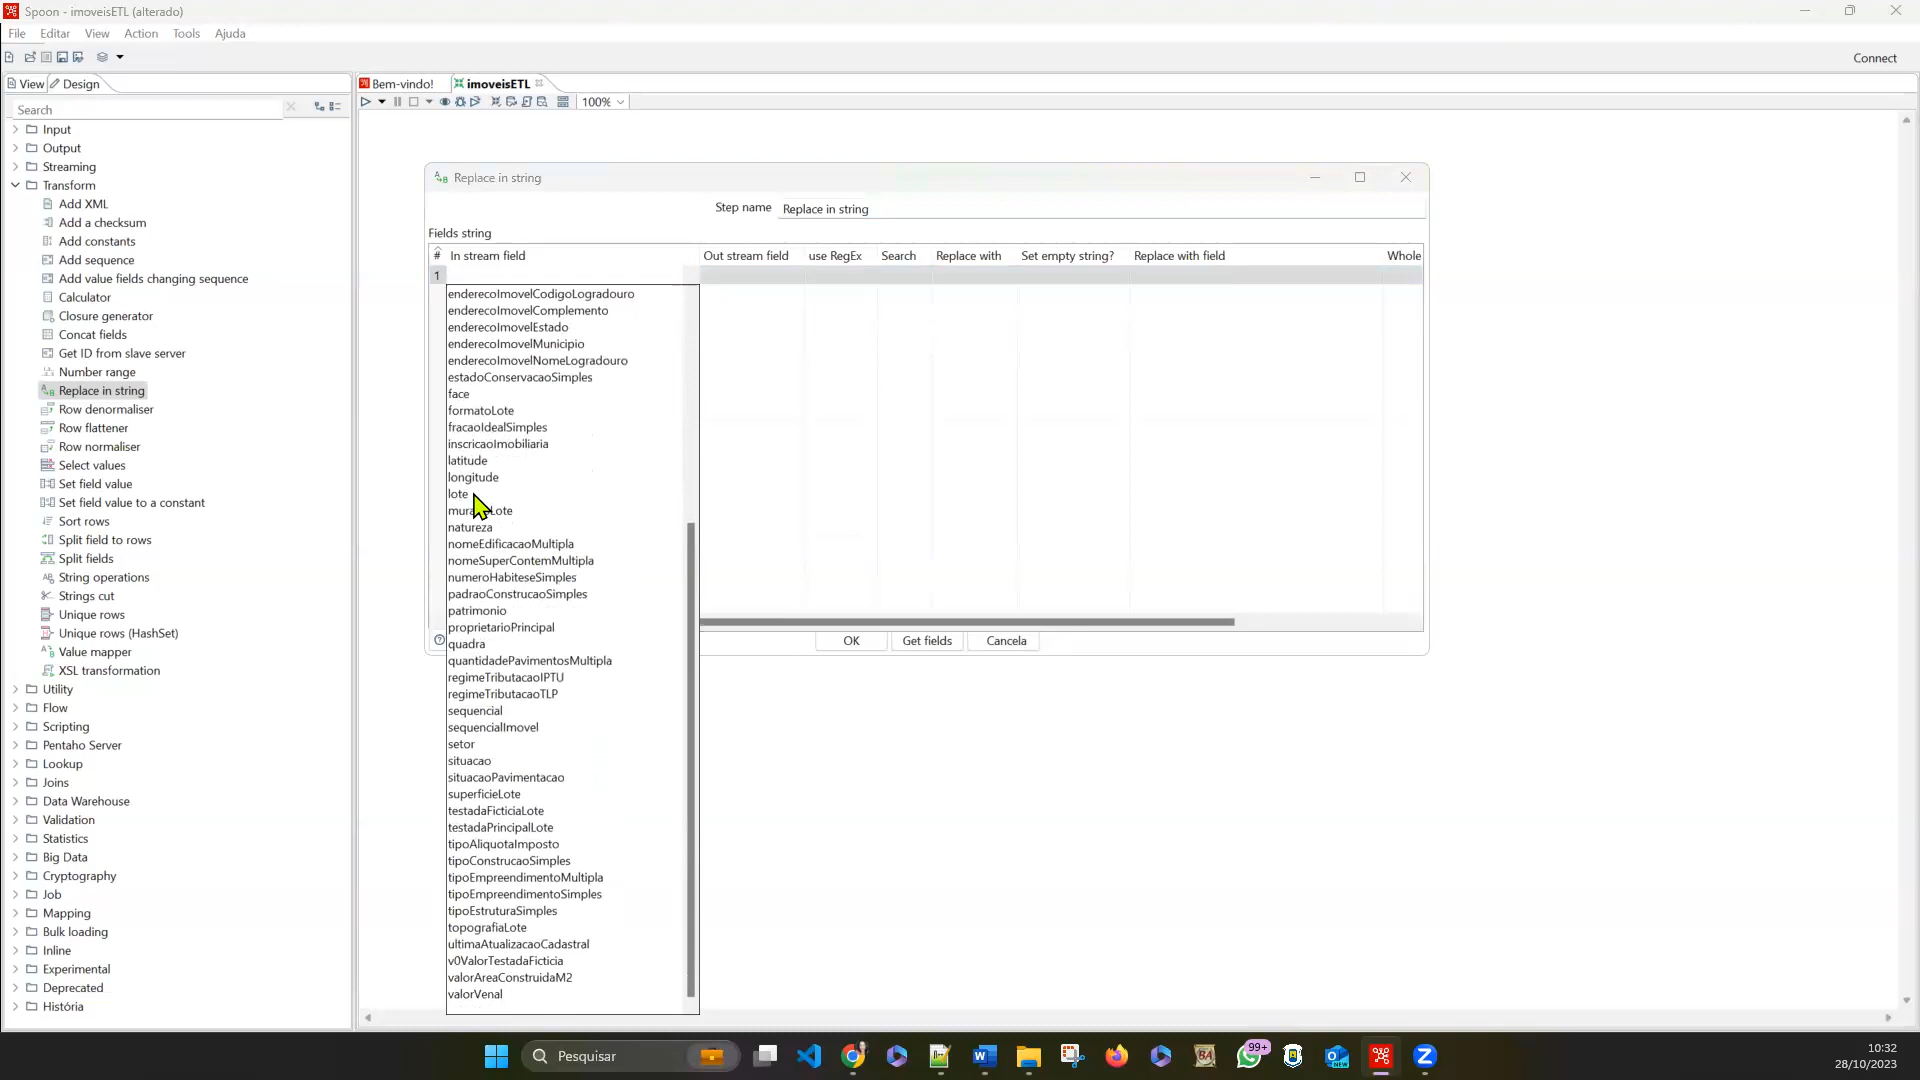 Spoon - imoveisETL (alterado)
File Editar View Action Tools Ajuda
Connect
View Design
Bem-vindo! imoveisETL
100%
Search
Input
Output
Streaming
Transform
Add XML
Add a checksum
Add constants
Add sequence
Add value fields changing sequence
Calculator
Closure generator
Concat fields
Get ID from slave server
Number range
Replace in string
Row denormaliser
Row flattener
Row normaliser
Select values
Set field value
Set field value to a constant
Sort rows
Split field to rows
Split fields
String operations
Strings cut
Unique rows
Unique rows (HashSet)
Value mapper
XSL transformation
Utility
Flow
Scripting
Pentaho Server
Lookup
Joins
Data Warehouse
Validation
Statistics
Big Data
Cryptography
Job
Mapping
Bulk loading
Inline
Experimental
Deprecated
História
Replace in string
Step name Replace in string
Fields string
# In stream field Out stream field use RegEx Search Replace with Set empty string? Replace with field Whole
1
enderecoImovelCodigoLogradouro
enderecoImovelComplemento
enderecoImovelEstado
enderecoImovelMunicipio
enderecoImovelNomeLogradouro
estadoConservacaoSimples
face
formatoLote
fracaoIdealSimples
inscricaoImobiliaria
latitude
longitude
lote
natureza
nomeEdificacaoMultipla
nomeSuperContemMultipla
numeroHabiteseSimples
padraoConstrucaoSimples
patrimonio
proprietarioPrincipal
quadra
quantidadePavimentosMultipla
regimeTributacaoIPTU
regimeTributacaoTLP
sequencial
sequencialImovel
setor
situacao
situacaoPavimentacao
superficieLote
testadaFicticiaLote
testadaPrincipalLote
tipoAliquotaImposto
tipoConstrucaoSimples
tipoEmpreendimentoMultipla
tipoEmpreendimentoSimples
tipoEstruturaSimples
topografiaLote
ultimaAtualizacaoCadastral
v0ValorTestadaFicticia
valorAreaConstruidaM2
valorVenal
OK Get fields Cancela
Pesquisar
99+
NEW
BA
10:32
28/10/2023